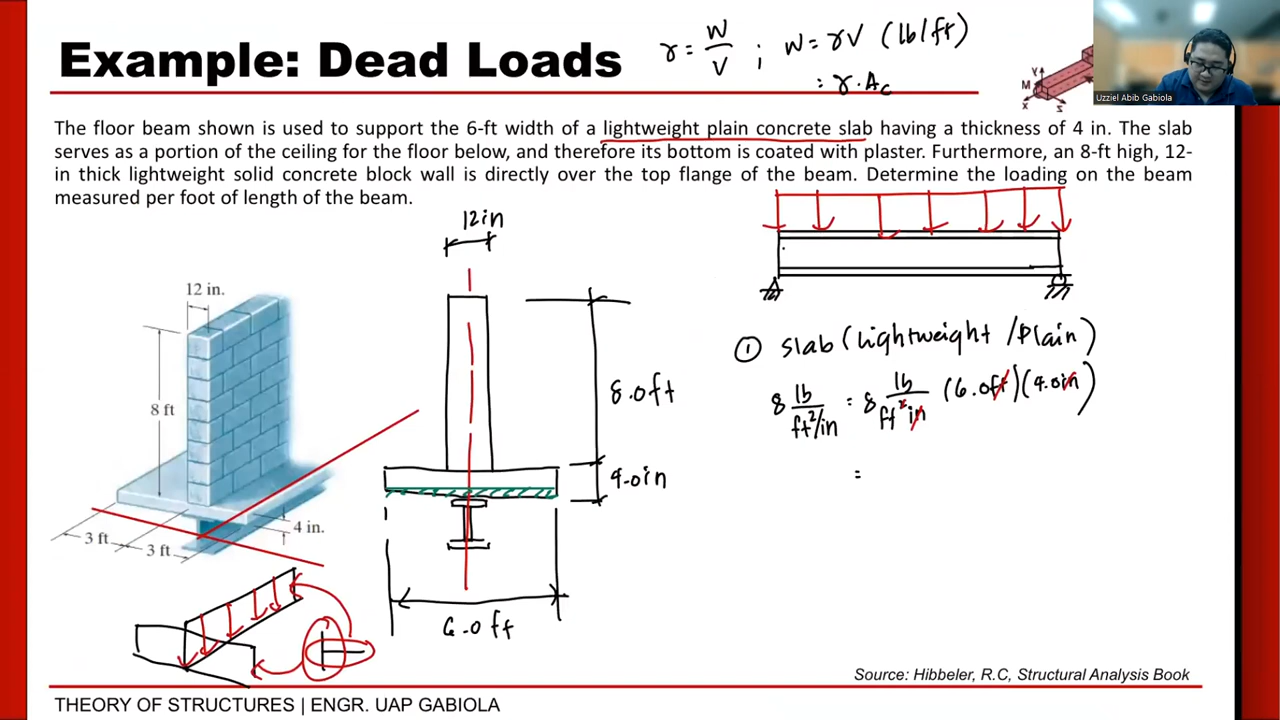 Example: Dead Loads
γ = W/V ; W = γV (lb/ft)
= γ · Ac
Uzziel Abib Gabiola
The floor beam shown is used to support the 6-ft width of a lightweight plain concrete slab having a thickness of 4 in. The slab
serves as a portion of the ceiling for the floor below, and therefore its bottom is coated with plaster. Furthermore, an 8-ft high, 12-
in thick lightweight solid concrete block wall is directly over the top flange of the beam. Determine the loading on the beam
measured per foot of length of the beam.
12in
12 in.
8 ft
8.0ft
4.0in
3 ft
3 ft
4 in.
6.0ft
① Slab (lightweight / Plain)
8 lb/ft²/in = 8 lb/ft² in (6.0ft)(4.0in)
=
Source: Hibbeler, R.C, Structural Analysis Book
THEORY OF STRUCTURES | ENGR. UAP GABIOLA